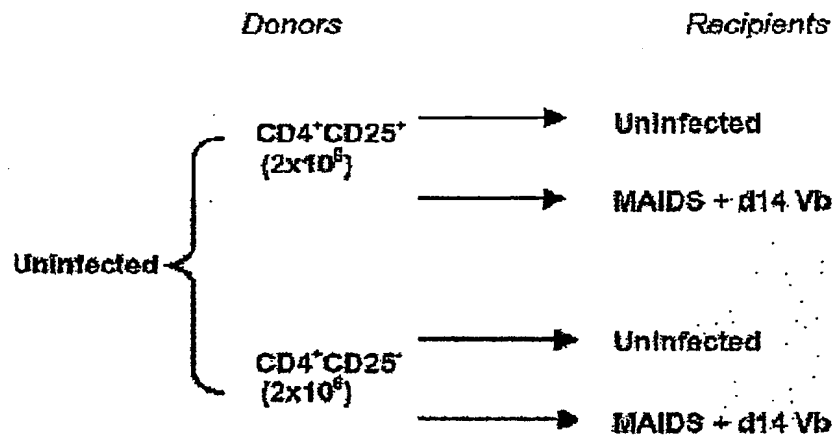 Donors Recipients
CD4⁺CD25⁺ Uninfected
(2x10⁶)
MAIDS + d14 Vb
Uninfected
CD4⁺CD25⁻ Uninfected
(2x10⁶)
MAIDS + d14 Vb